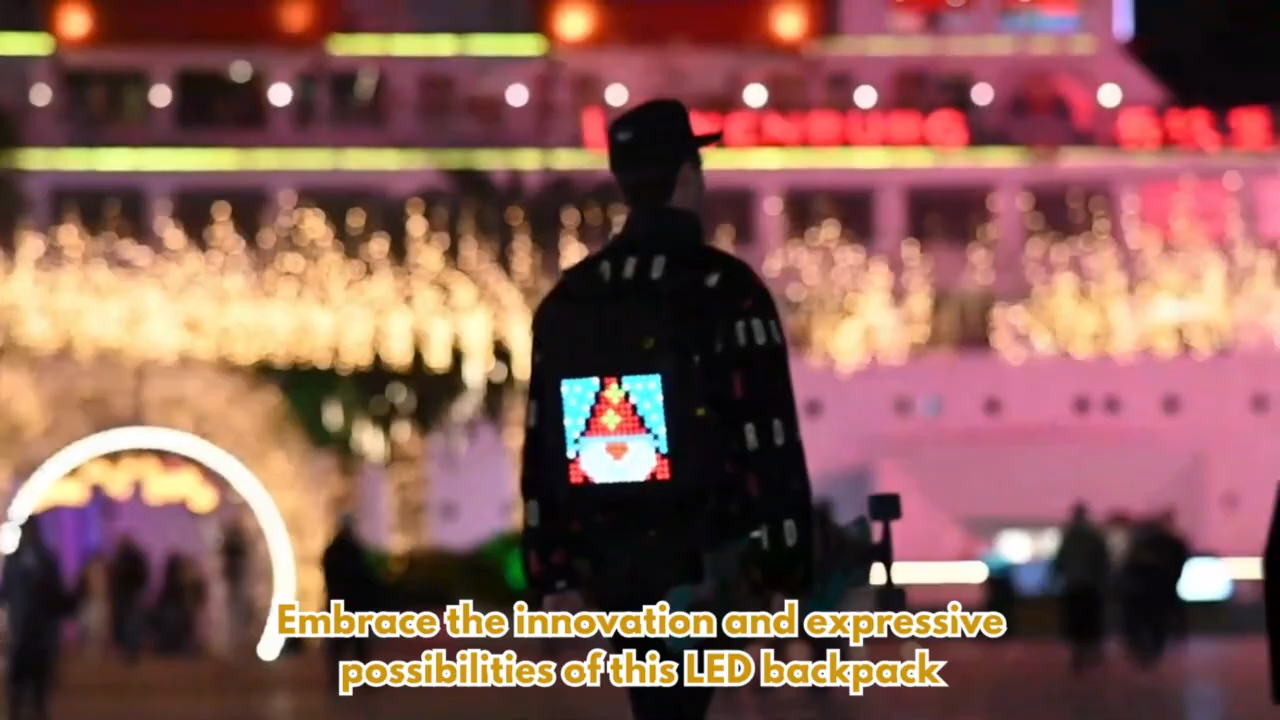 Embrace the innovation and expressive
possibilities of this LED backpack